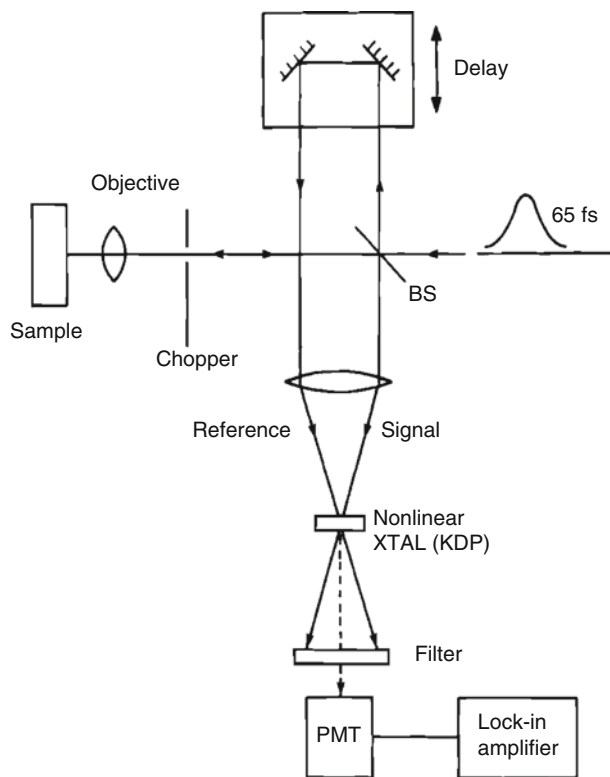 Delay
Objective
65 fs
BS
Sample
Chopper
Reference
Signal
Nonlinear
XTAL (KDP)
Filter
PMT
Lock-in
amplifier